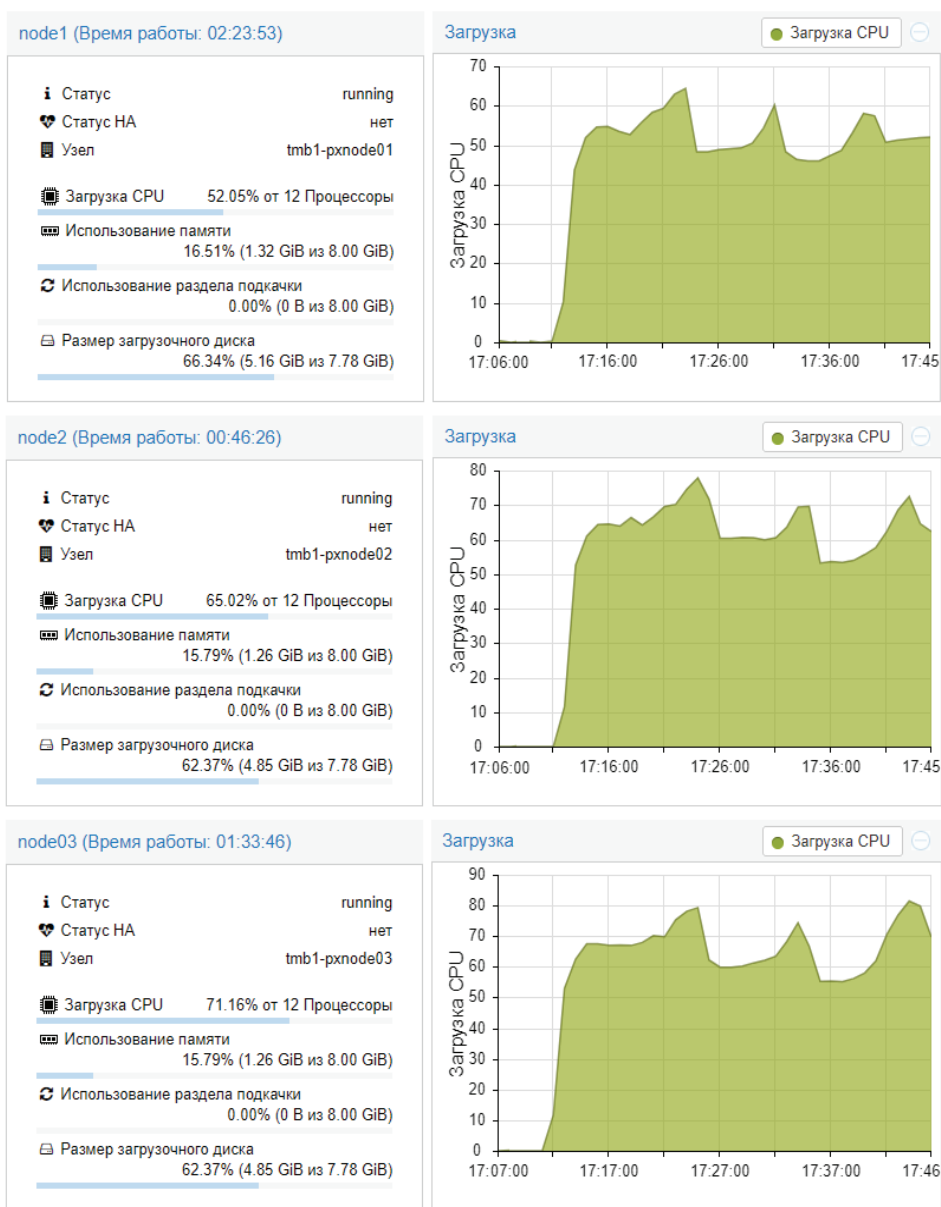 node1 (Время работы: 02:23:53)
Статус running
Статус HA нет
Узел tmb1-pxnode01
Загрузка CPU 52.05% от 12 Процессоры
Использование памяти
16.51% (1.32 GiB из 8.00 GiB)
Использование раздела подкачки
0.00% (0 B из 8.00 GiB)
Размер загрузочного диска
66.34% (5.16 GiB из 7.78 GiB)
Загрузка
Загрузка CPU
Загрузка CPU
70
60
50
40
30
20
10
0
17:06:00 17:16:00 17:26:00 17:36:00 17:45
node2 (Время работы: 00:46:26)
Статус running
Статус HA нет
Узел tmb1-pxnode02
Загрузка CPU 65.02% от 12 Процессоры
Использование памяти
15.79% (1.26 GiB из 8.00 GiB)
Использование раздела подкачки
0.00% (0 B из 8.00 GiB)
Размер загрузочного диска
62.37% (4.85 GiB из 7.78 GiB)
Загрузка
Загрузка CPU
Загрузка CPU
80
70
60
50
40
30
20
10
0
17:06:00 17:16:00 17:26:00 17:36:00 17:45
node03 (Время работы: 01:33:46)
Статус running
Статус HA нет
Узел tmb1-pxnode03
Загрузка CPU 71.16% от 12 Процессоры
Использование памяти
15.79% (1.26 GiB из 8.00 GiB)
Использование раздела подкачки
0.00% (0 B из 8.00 GiB)
Размер загрузочного диска
62.37% (4.85 GiB из 7.78 GiB)
Загрузка
Загрузка CPU
Загрузка CPU
90
80
70
60
50
40
30
20
10
0
17:07:00 17:17:00 17:27:00 17:37:00 17:46